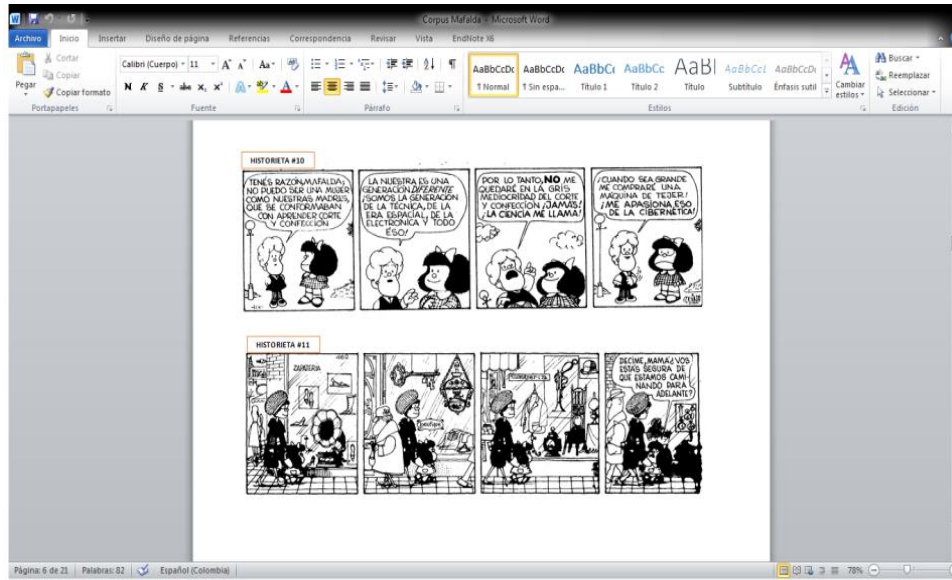 Corpus Mafalda - Microsoft Word
Archivo Inicio Insertar Diseño de página Referencias Correspondencia Revisar Vista EndNote X6
Pegar
Cortar
Copiar
Copiar formato
Portapapeles
Calibri (Cuerpo) 11
N K S abc x₂ x²
Fuente
Párrafo
AaBbCcDc AaBbCcDc AaBbCc AaBbCc AaBl AaBbCcL AaBbCcDc
¶ Normal ¶ Sin espa... Título 1 Título 2 Título Subtítulo Énfasis sutil
Cambiar
estilos
Estilos
Buscar
Reemplazar
Seleccionar
Edición
HISTORIETA #10
TENÉS RAZÓN, MAFALDA;
NO PUEDO SER UNA MUJER
COMO NUESTRAS MADRES,
QUE SE CONFORMABAN
CON APRENDER CORTE
Y CONFECCIÓN
LA NUESTRA ES UNA
GENERACIÓN DIFERENTE
¡SOMOS LA GENERACIÓN
DE LA TÉCNICA, DE LA
ERA ESPACIAL, DE LA
ELECTRÓNICA Y TODO
ESO!
POR LO TANTO, NO ME
QUEDARÉ EN LA GRIS
MEDIOCRIDAD DEL CORTE
Y CONFECCIÓN ¡JAMÁS!
¡LA CIENCIA ME LLAMA!
¡CUANDO SEA GRANDE
ME COMPRARÉ UNA
MÁQUINA DE TEJER!
¡ME APASIONA ESO
DE LA CIBERNÉTICA!
HISTORIETA #11
ZAPATERIA
DECIME, MAMÁ ¿VOS
ESTÁS SEGURA DE
QUE ESTAMOS CAMI-
NANDO PARA
ADELANTE?
Página: 6 de 21 Palabras: 82 Español (Colombia) 78%